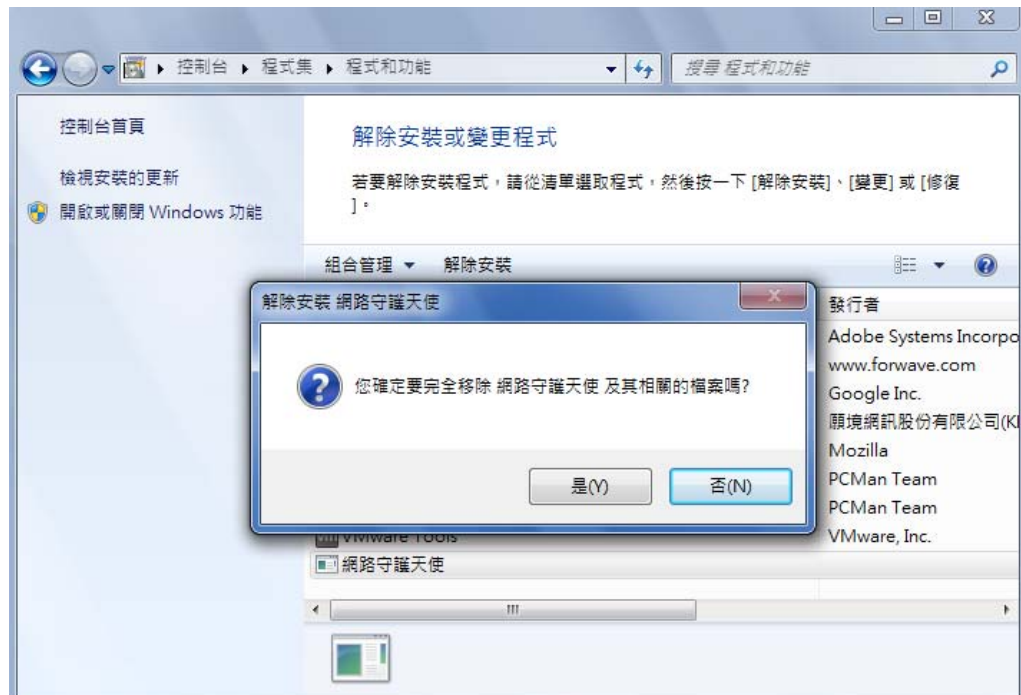 控制台 ▸ 程式集 ▸ 程式和功能
搜尋 程式和功能
控制台首頁
檢視安裝的更新
開啟或關閉 Windows 功能
解除安裝或變更程式
若要解除安裝程式，請從清單選取程式，然後按一下 [解除安裝]、[變更] 或 [修復
]。
組合管理 解除安裝
發行者
Adobe Systems Incorpo
www.forwave.com
Google Inc.
願境網訊股份有限公司(KI
Mozilla
PCMan Team
PCMan Team
VMware Tools VMware, Inc.
網路守護天使
解除安裝 網路守護天使
您確定要完全移除 網路守護天使 及其相關的檔案嗎?
是(Y) 否(N)